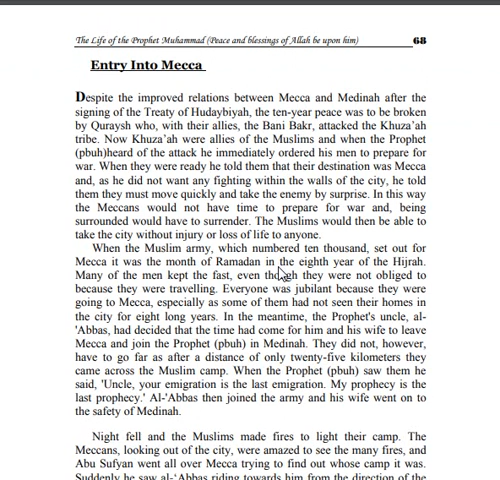 The Life of the Prophet Muhammad (Peace and blessings of Allah be upon him) 68
Entry Into Mecca
Despite the improved relations between Mecca and Medinah after the
signing of the Treaty of Hudaybiyah, the ten-year peace was to be broken
by Quraysh who, with their allies, the Bani Bakr, attacked the Khuza'ah
tribe. Now Khuza'ah were allies of the Muslims and when the Prophet
(pbuh)heard of the attack he immediately ordered his men to prepare for
war. When they were ready he told them that their destination was Mecca
and, as he did not want any fighting within the walls of the city, he told
them they must move quickly and take the enemy by surprise. In this way
the Meccans would not have time to prepare for war and, being
surrounded would have to surrender. The Muslims would then be able to
take the city without injury or loss of life to anyone.
When the Muslim army, which numbered ten thousand, set out for
Mecca it was the month of Ramadan in the eighth year of the Hijrah.
Many of the men kept the fast, even though they were not obliged to
because they were travelling. Everyone was jubilant because they were
going to Mecca, especially as some of them had not seen their homes in
the city for eight long years. In the meantime, the Prophet's uncle, al-
'Abbas, had decided that the time had come for him and his wife to leave
Mecca and join the Prophet (pbuh) in Medinah. They did not, however,
have to go far as after a distance of only twenty-five kilometers they
came across the Muslim camp. When the Prophet (pbuh) saw them he
said, 'Uncle, your emigration is the last emigration. My prophecy is the
last prophecy.' Al-'Abbas then joined the army and his wife went on to
the safety of Medinah.
Night fell and the Muslims made fires to light their camp. The
Meccans, looking out of the city, were amazed to see the many fires, and
Abu Sufyan went all over Mecca trying to find out whose camp it was.
Suddenly he saw al-'Abbas riding towards him from the direction of the